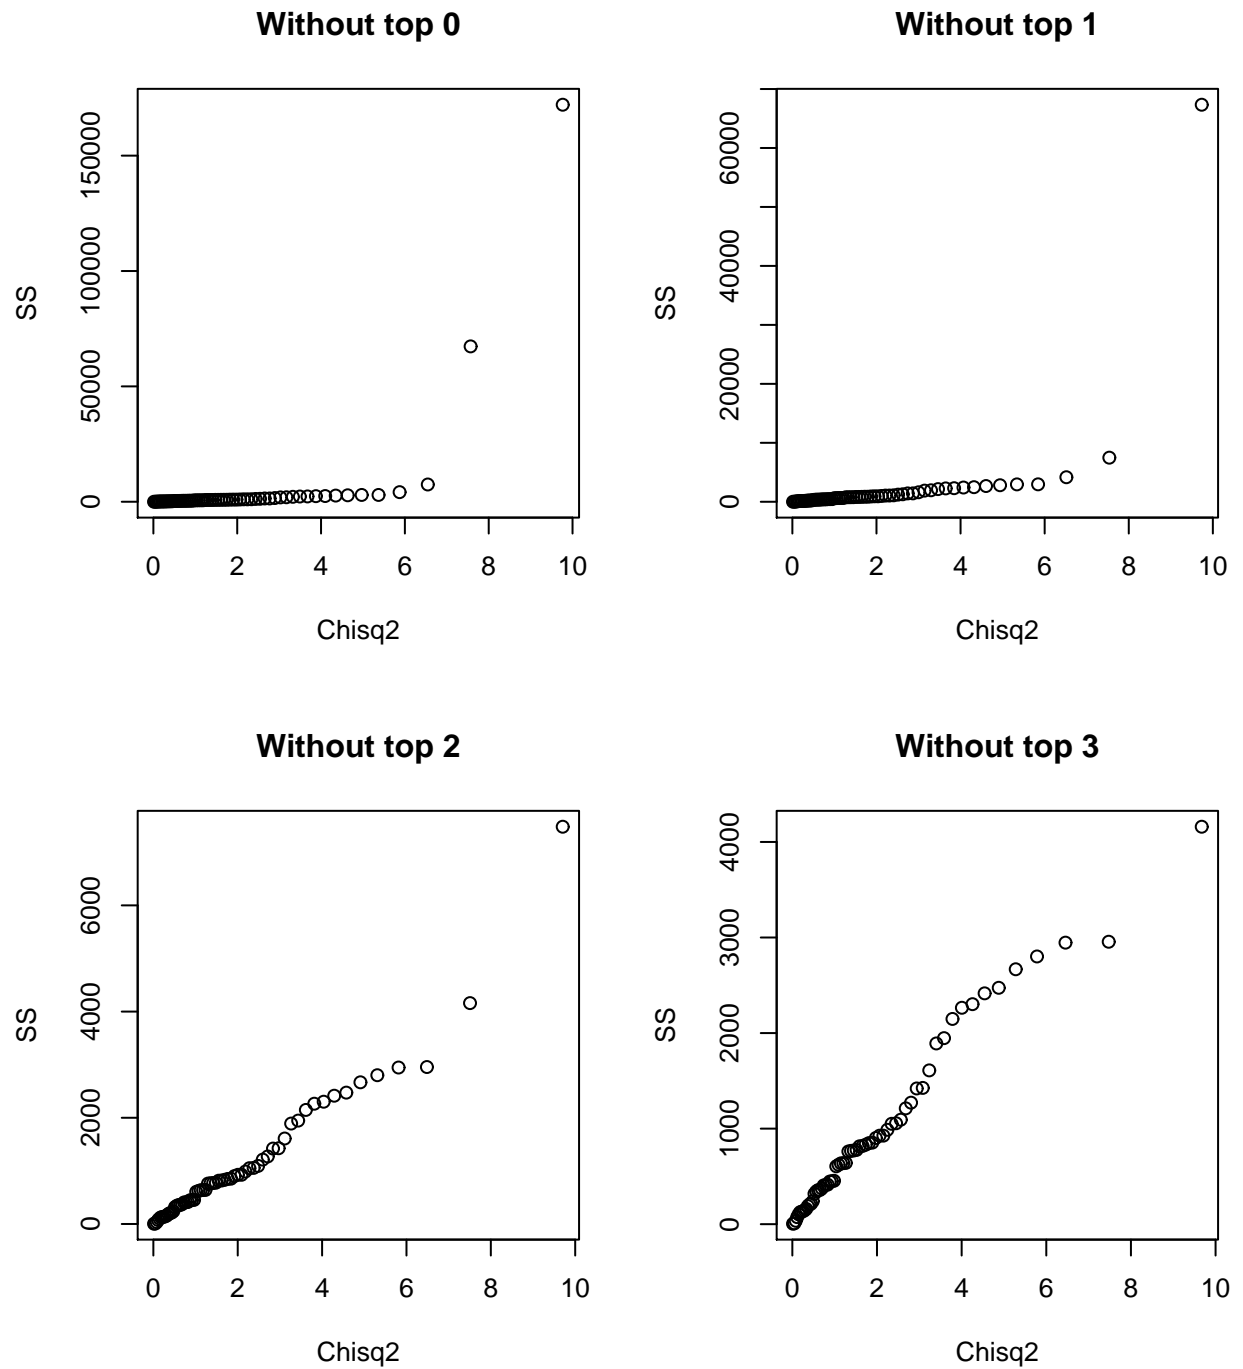 Without top 0
SS
0 50000 100000 150000
0 2 4 6 8 10
Chisq2
Without top 1
SS
0 20000 40000 60000
0 2 4 6 8 10
Chisq2
Without top 2
SS
0 2000 4000 6000
0 2 4 6 8 10
Chisq2
Without top 3
SS
0 1000 2000 3000 4000
0 2 4 6 8 10
Chisq2